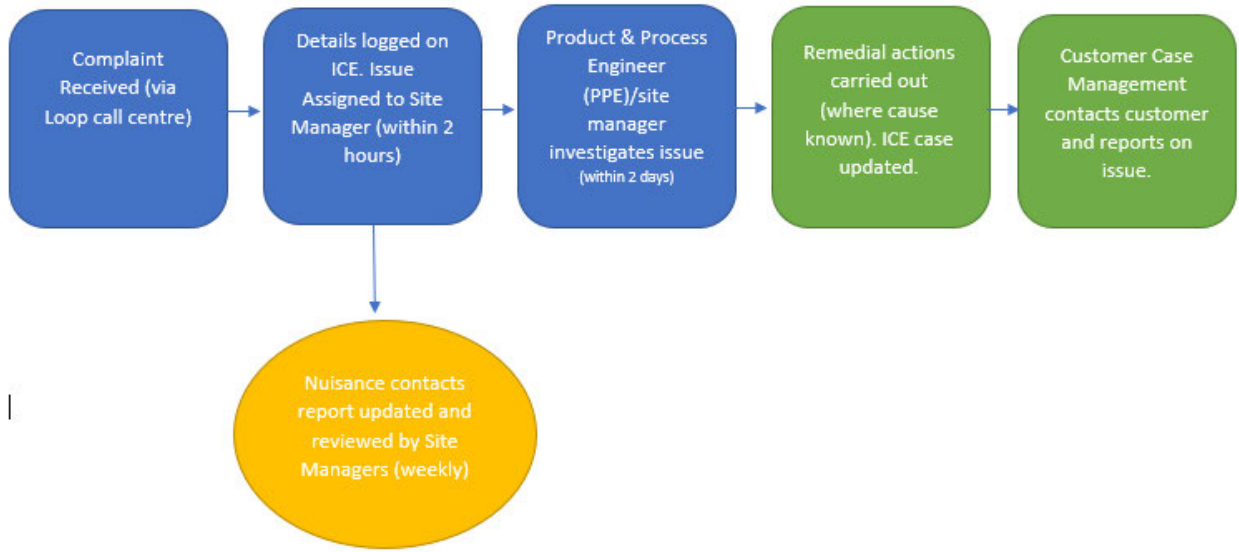 Complaint
Received (via
Loop call centre)
Details logged on
ICE. Issue
Assigned to Site
Manager (within 2
hours)
Product & Process
Engineer
(PPE)/site
manager
investigates issue
(within 2 days)
Remedial actions
carried out
(where cause
known). ICE case
updated.
Customer Case
Management
contacts customer
and reports on
issue.
Nuisance contacts
report updated and
reviewed by Site
Managers (weekly)